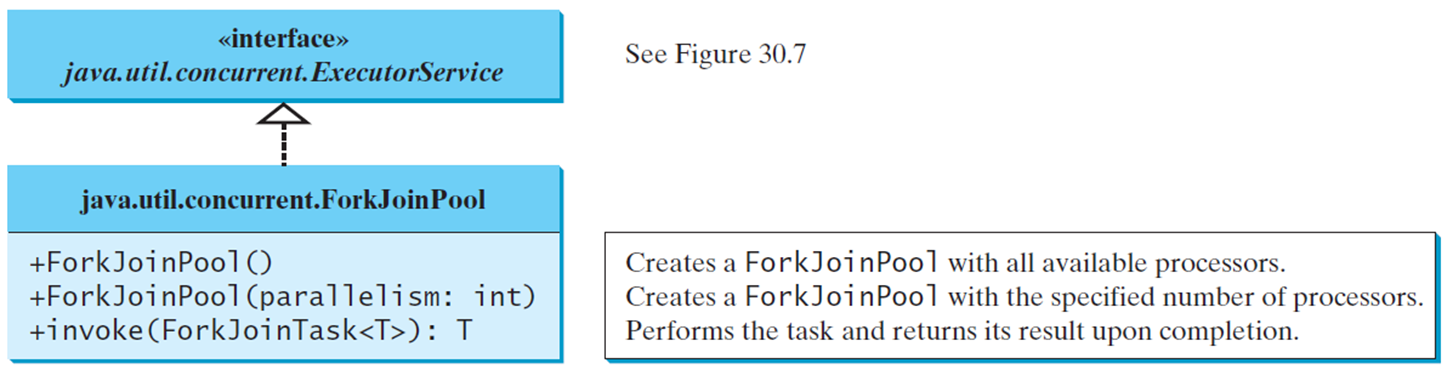 «interface»
java.util.concurrent.ExecutorService
See Figure 30.7
java.util.concurrent.ForkJoinPool
+ForkJoinPool()
+ForkJoinPool(parallelism: int)
+invoke(ForkJoinTask<T>): T
Creates a ForkJoinPool with all available processors.
Creates a ForkJoinPool with the specified number of processors.
Performs the task and returns its result upon completion.